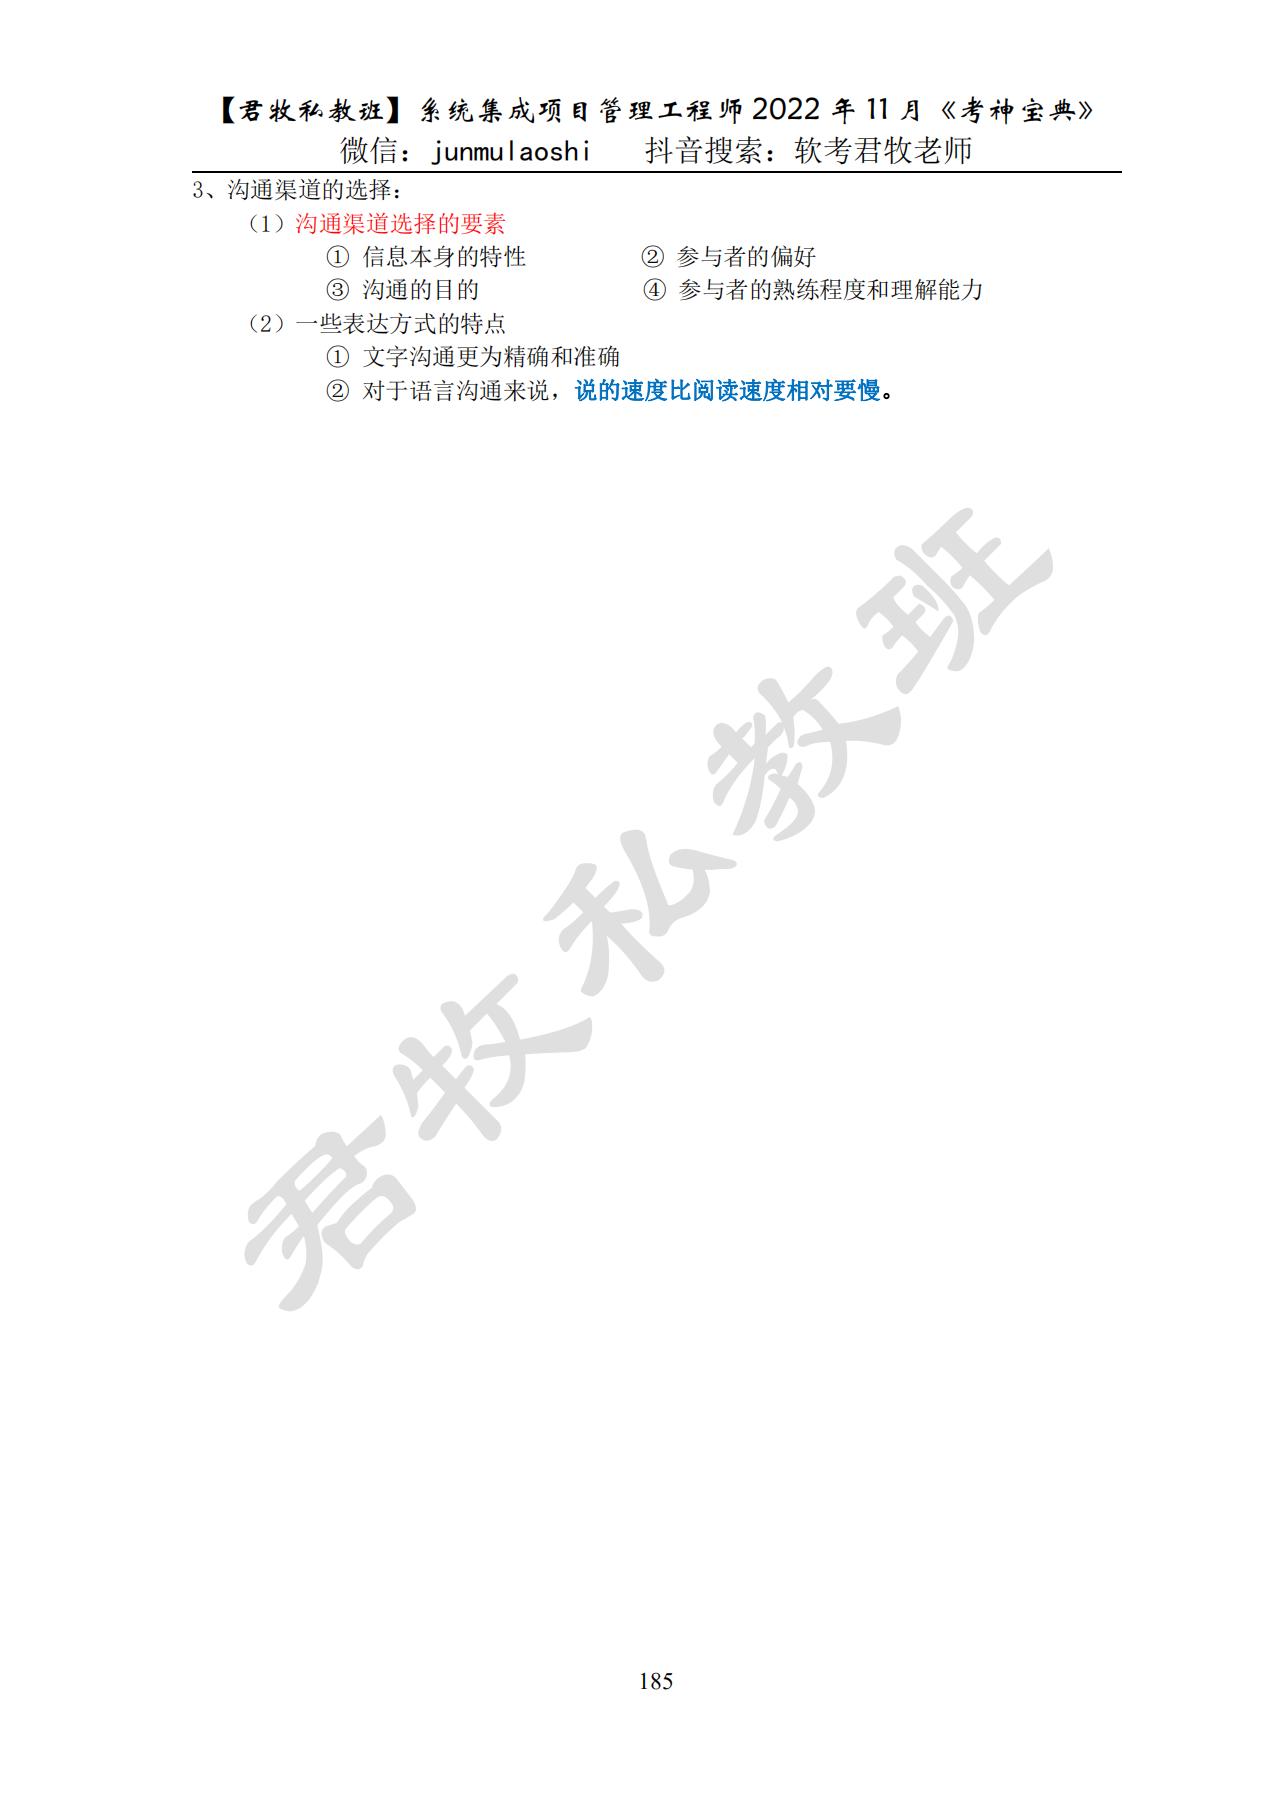 【君牧私教班】系统集成项目管理工程师 2022 年 11 月《考神宝典》
微信：junmulaoshi 抖音搜索：软考君牧老师
3、沟通渠道的选择：
（1）沟通渠道选择的要素
① 信息本身的特性 ② 参与者的偏好
③ 沟通的目的 ④ 参与者的熟练程度和理解能力
（2）一些表达方式的特点
① 文字沟通更为精确和准确
② 对于语言沟通来说，说的速度比阅读速度相对要慢。
君牧私教班
185